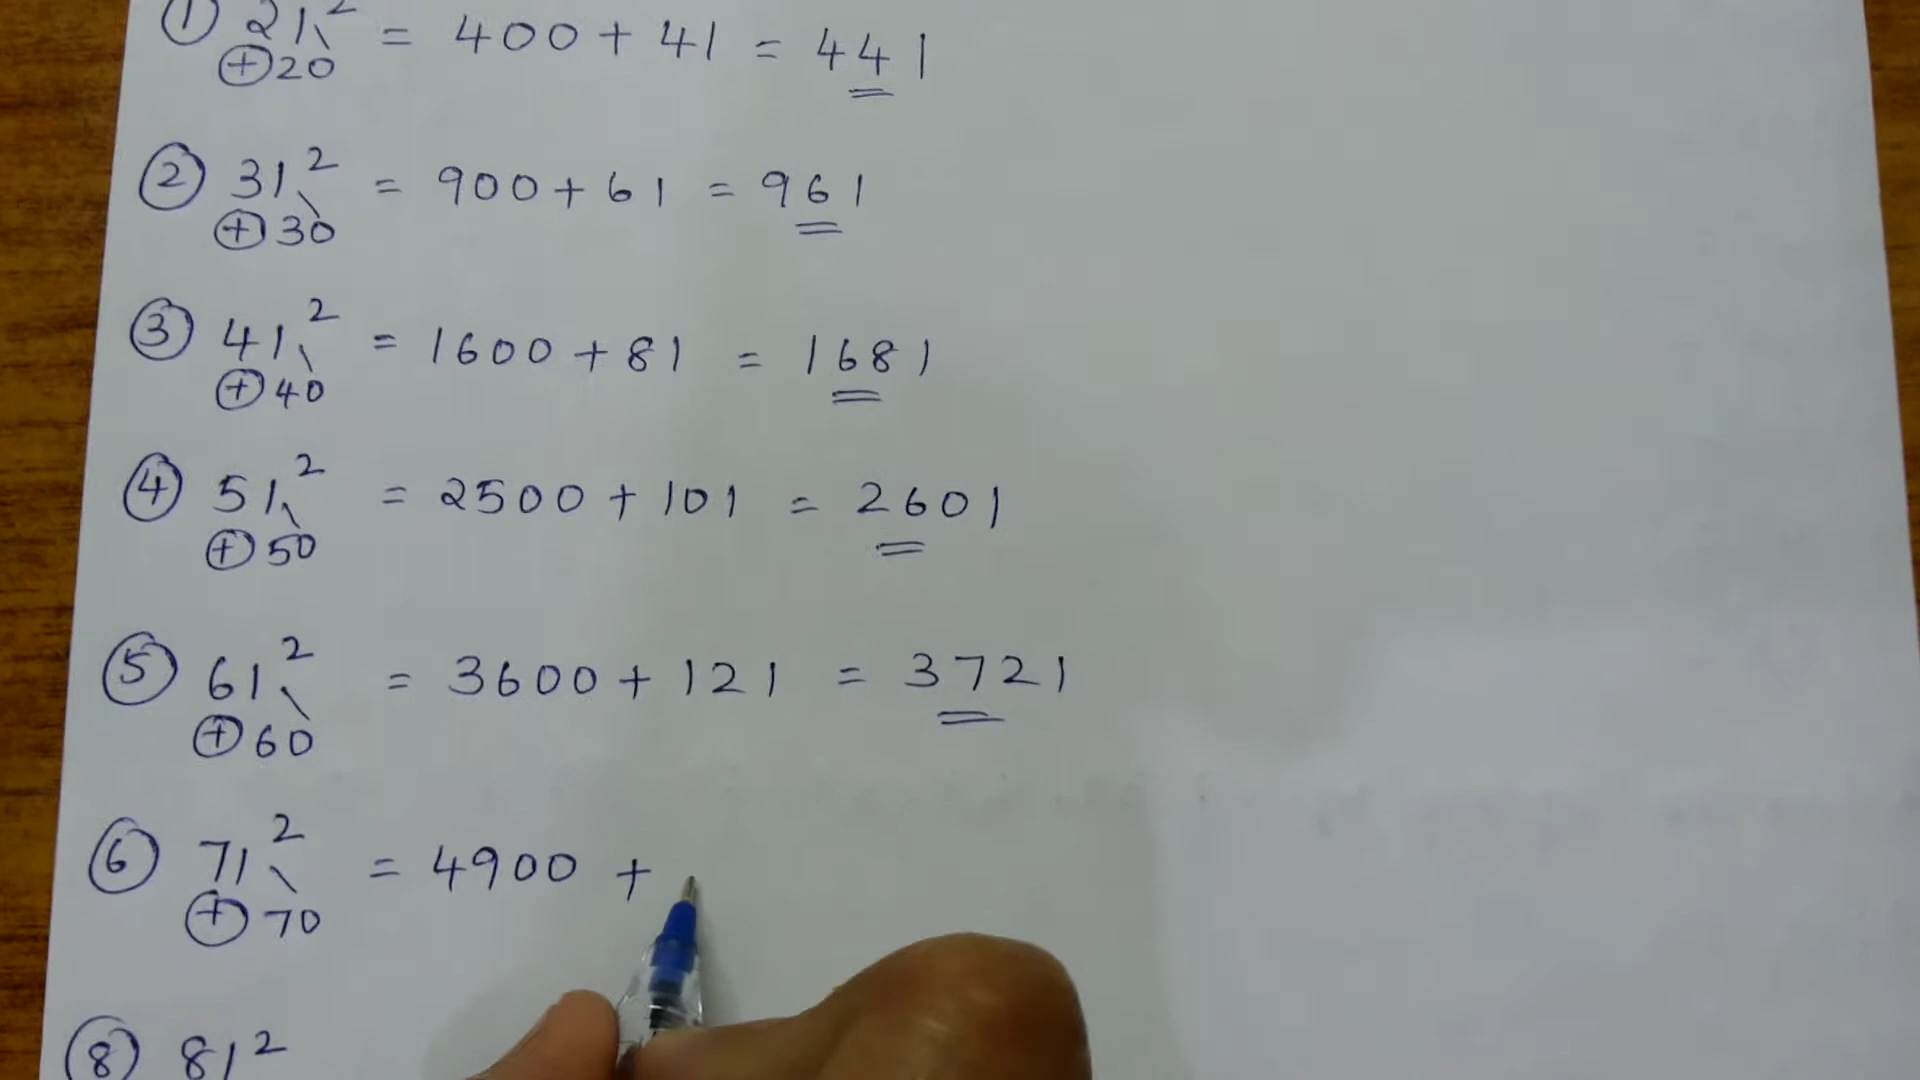 ① 21² = 400 + 41 = 441
⊕ 20
② 31² = 900 + 61 = 961
⊕ 30
③ 41² = 1600 + 81 = 1681
⊕ 40
④ 51² = 2500 + 101 = 2601
⊕ 50
⑤ 61² = 3600 + 121 = 3721
⊕ 60
⑥ 71² = 4900 +
⊕ 70
⑧ 81²